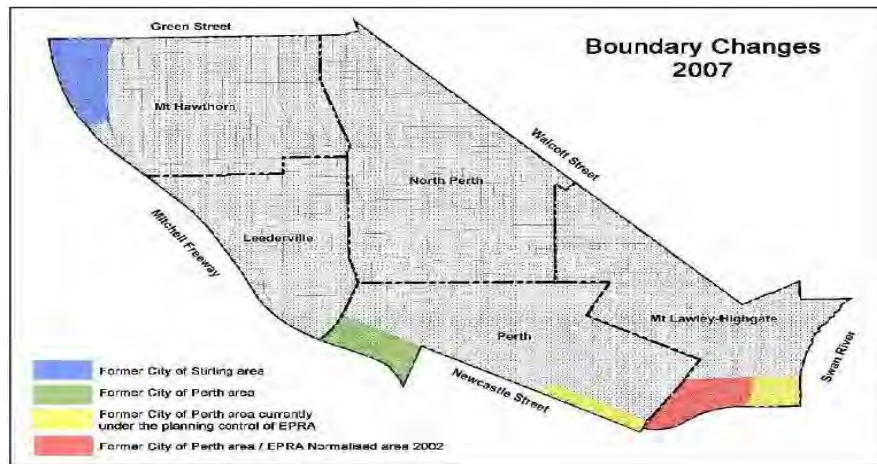 Green Street
Boundary Changes
2007
Mt Hawthorn
Walcott Street
North Perth
Leederville
Mitchell Freeway
Mt Lawley-Highgate
Perth
Swan River
Newcastle Street
Former City of Stirling area
Former City of Perth area
Former City of Perth area currently
under the planning control of EPRA
Former City of Perth area / EPRA Normalised area 2002